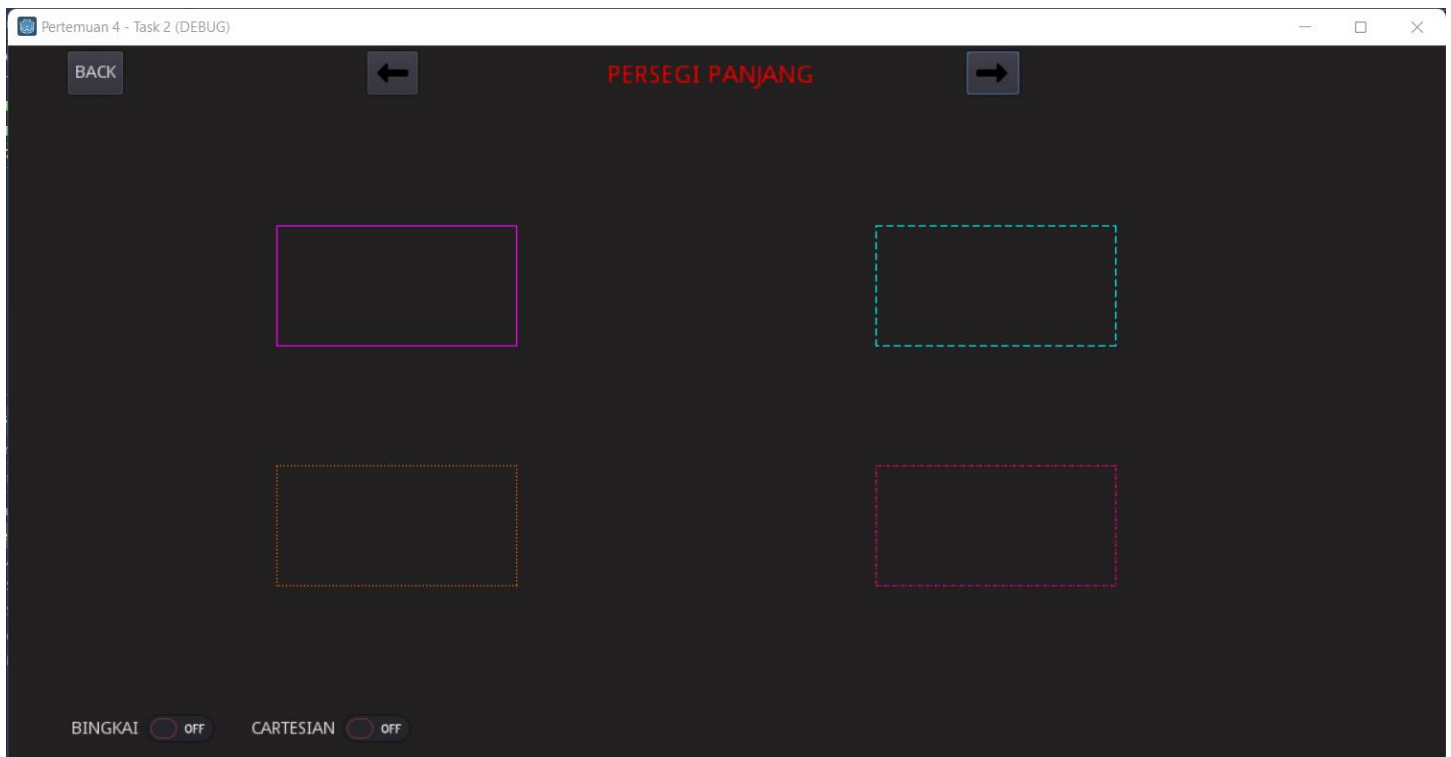 Pertemuan 4 - Task 2 (DEBUG)
BACK
PERSEGI PANJANG
BINGKAI OFF CARTESIAN OFF